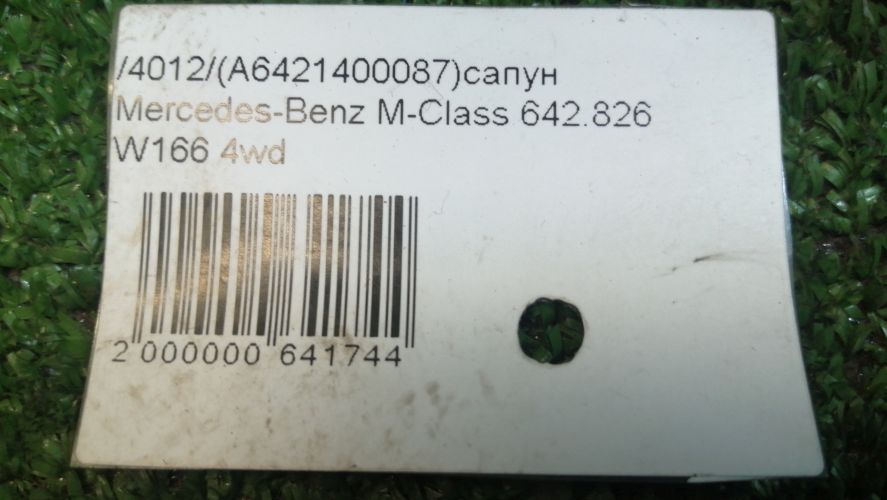 /4012/(A6421400087)сапун
Mercedes-Benz M-Class 642.826
W166 4wd
2 000000 641744